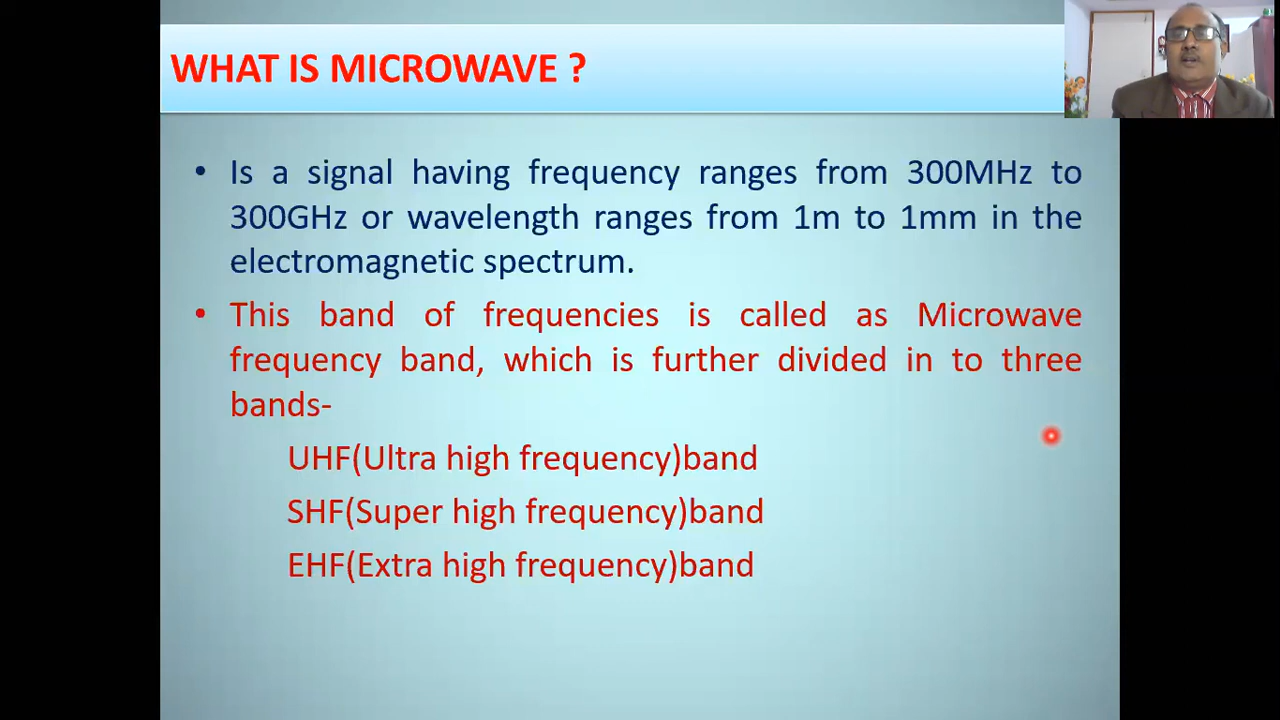 WHAT IS MICROWAVE ?
• Is a signal having frequency ranges from 300MHz to
300GHz or wavelength ranges from 1m to 1mm in the
electromagnetic spectrum.
• This band of frequencies is called as Microwave
frequency band, which is further divided in to three
bands-
UHF(Ultra high frequency)band
SHF(Super high frequency)band
EHF(Extra high frequency)band